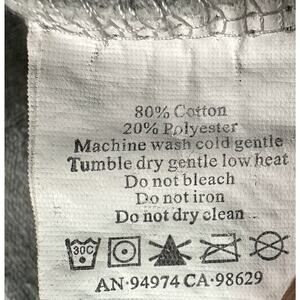 80% Cotton
20% Polyester
Machine wash cold gentle
Tumble dry gentle low heat
Do not bleach
Do not iron
Do not dry clean
30C
AN·94974 CA·98629